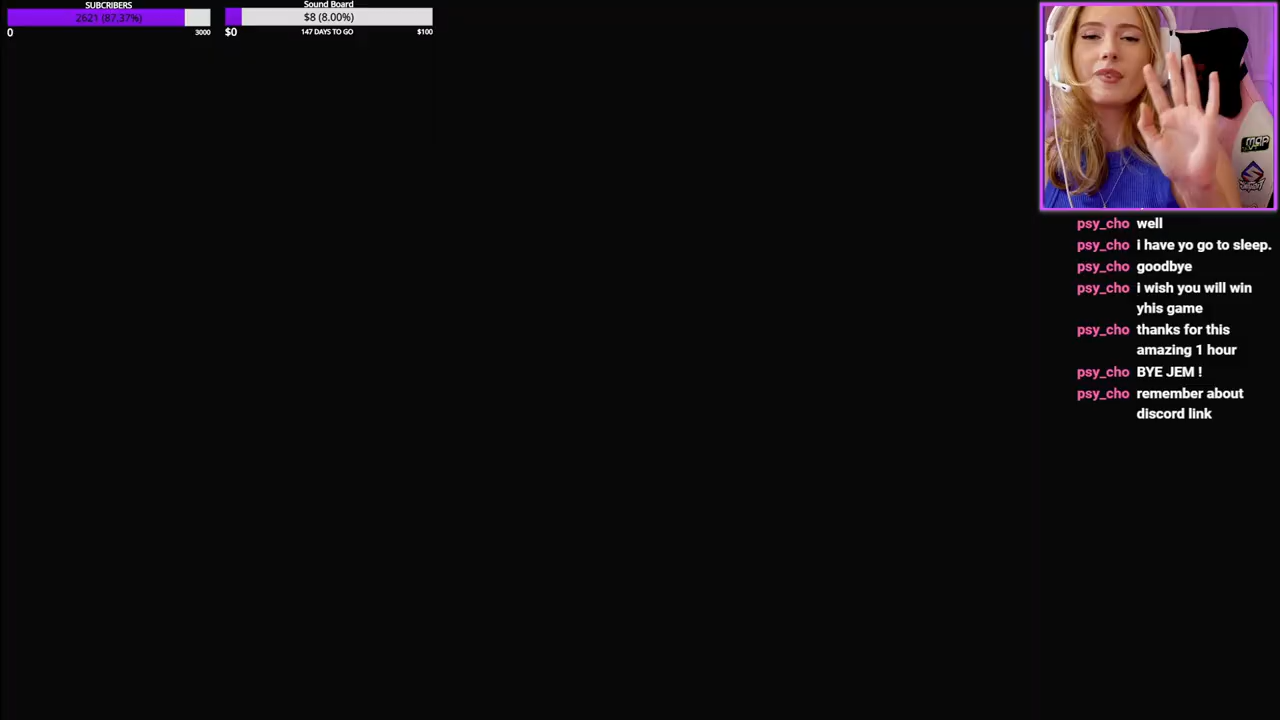 SUBCRIBERS
2621 (87.37%)
0 3000
Sound Board
$8 (8.00%)
$0 147 DAYS TO GO $100
psy_cho well
psy_cho i have yo go to sleep.
psy_cho goodbye
psy_cho i wish you will win
yhis game
psy_cho thanks for this
amazing 1 hour
psy_cho BYE JEM !
psy_cho remember about
discord link